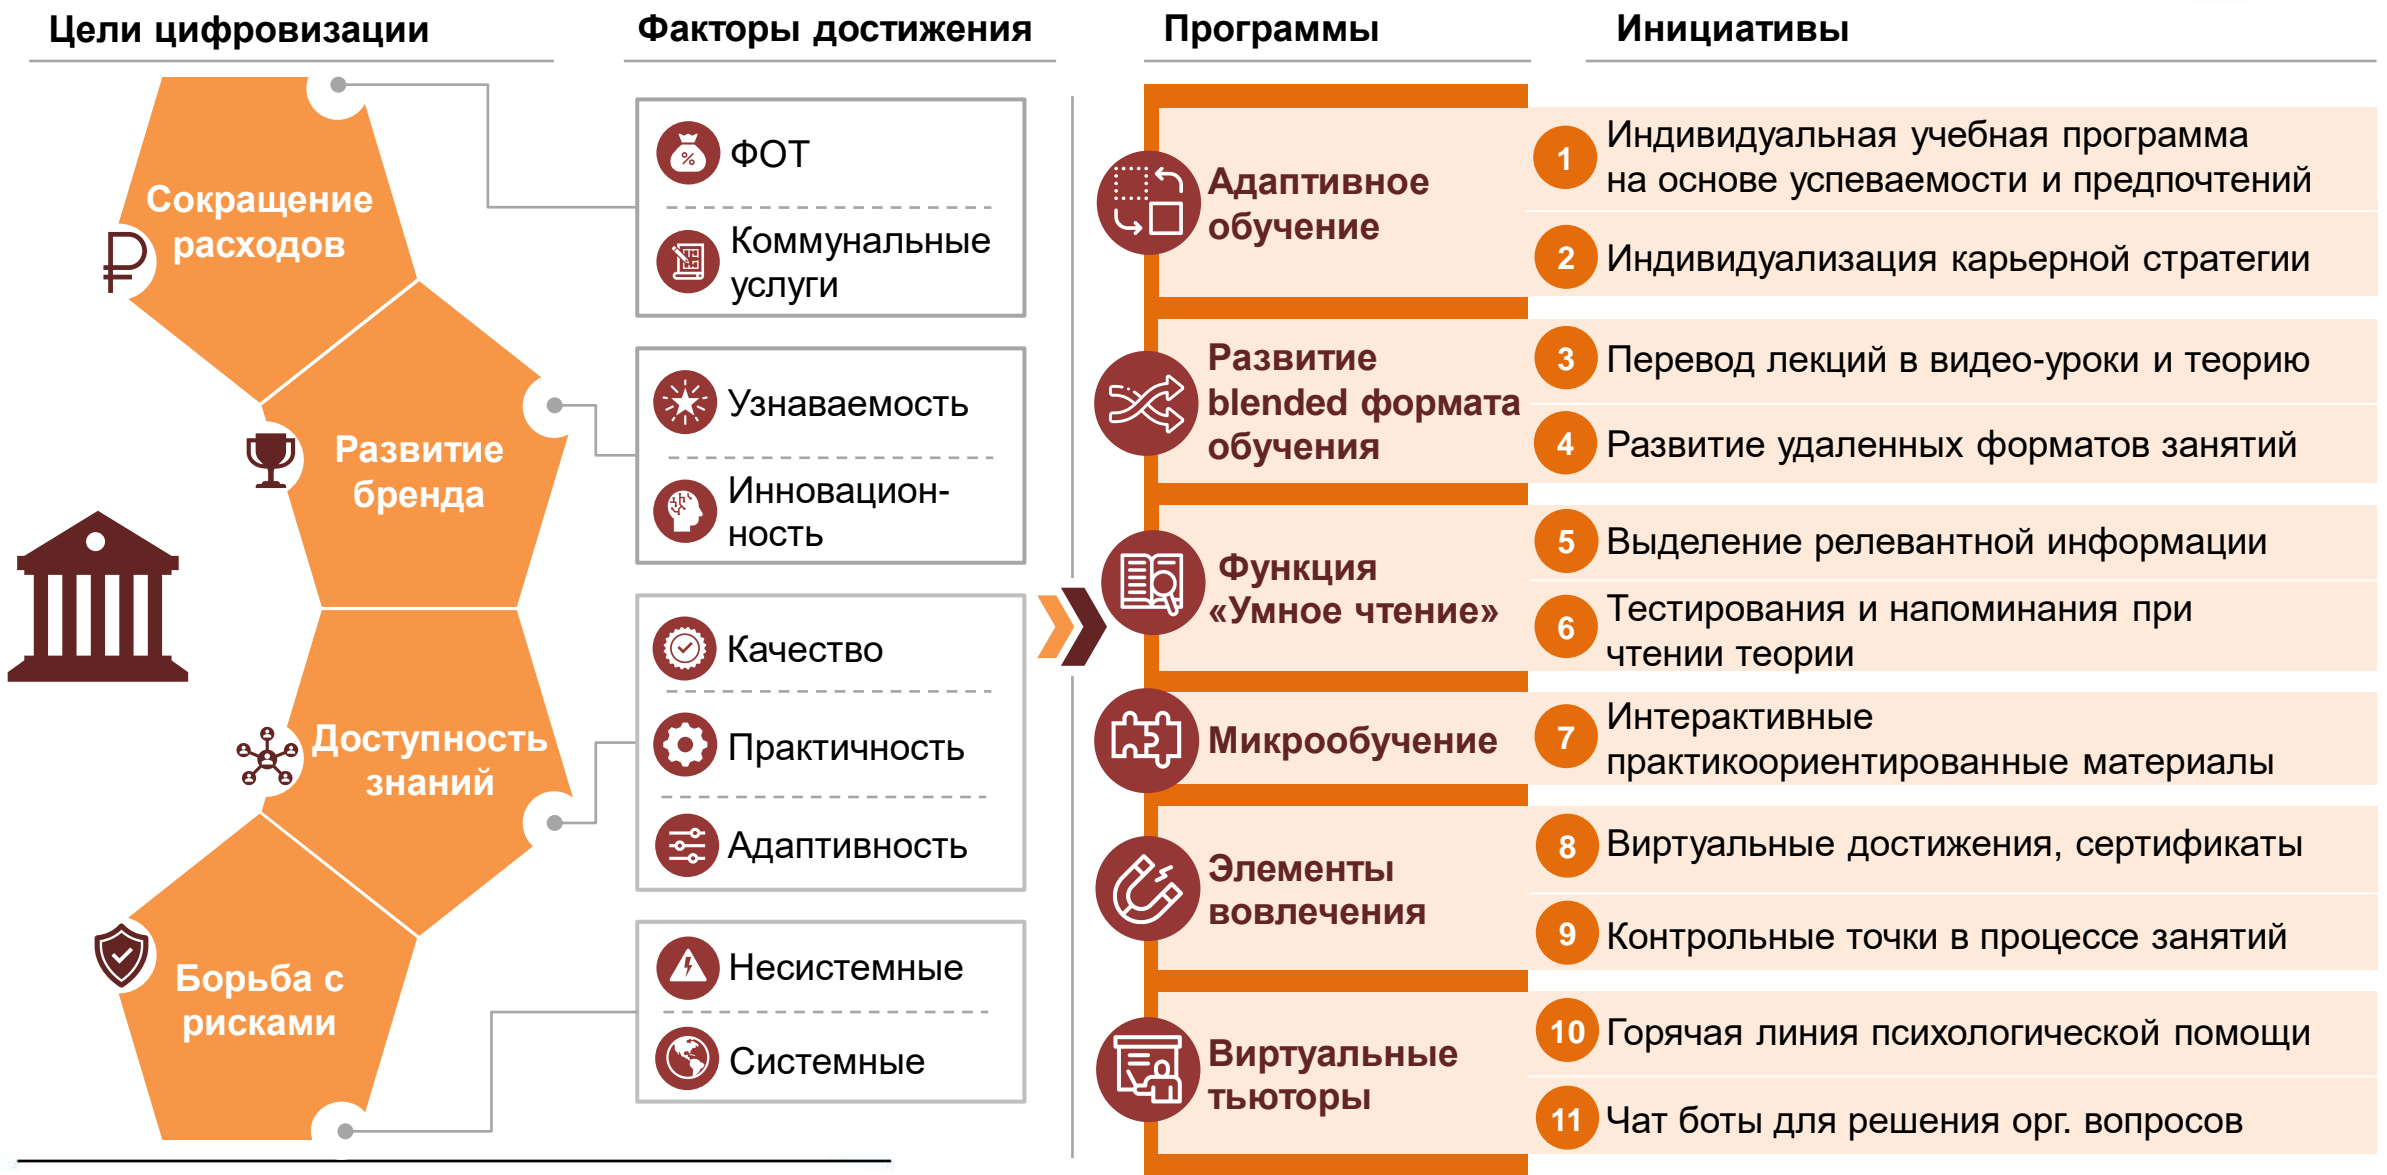 Цели цифровизации
Факторы достижения
Программы
Инициативы
Сокращение
расходов
Развитие
бренда
Доступность
знаний
Борьба с
рисками
%
ФОТ
Коммунальные
услуги
Узнаваемость
Инновацион-
ность
Качество
Практичность
Адаптивность
Несистемные
Системные
Адаптивное
обучение
1 Индивидуальная учебная программа
на основе успеваемости и предпочтений
2 Индивидуализация карьерной стратегии
Развитие
blended формата
обучения
3 Перевод лекций в видео-уроки и теорию
4 Развитие удаленных форматов занятий
Функция
«Умное чтение»
5 Выделение релевантной информации
6 Тестирования и напоминания при
чтении теории
Микрообучение
7 Интерактивные
практикоориентированные материалы
Элементы
вовлечения
8 Виртуальные достижения, сертификаты
9 Контрольные точки в процессе занятий
Виртуальные
тьюторы
10 Горячая линия психологической помощи
11 Чат боты для решения орг. вопросов